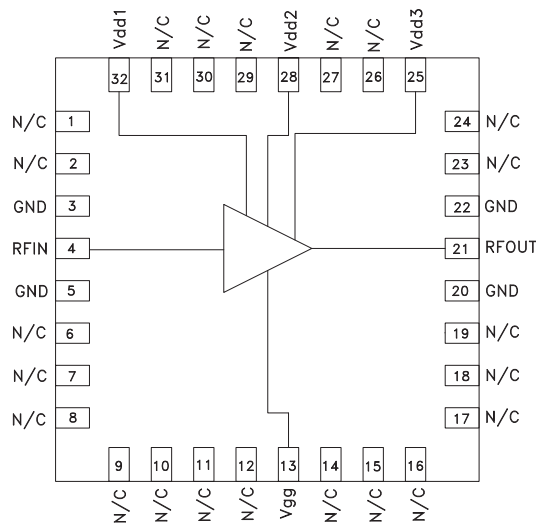 Vdd1
N/C
N/C
N/C
Vdd2
N/C
N/C
Vdd3
32
31
30
29
28
27
26
25
N/C 1
N/C 2
GND 3
RFIN 4
GND 5
N/C 6
N/C 7
N/C 8
24 N/C
23 N/C
22 GND
21 RFOUT
20 GND
19 N/C
18 N/C
17 N/C
9
10
11
12
13
14
15
16
N/C
N/C
N/C
N/C
Vgg
N/C
N/C
N/C